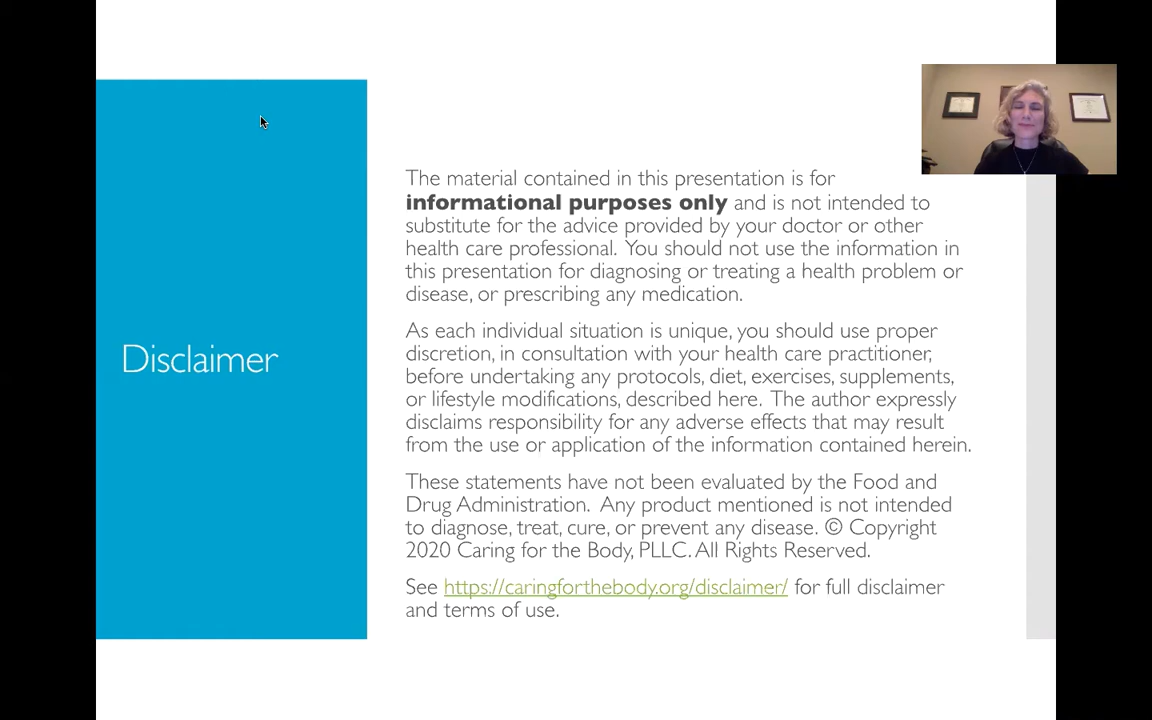 Disclaimer
The material contained in this presentation is for
informational purposes only and is not intended to
substitute for the advice provided by your doctor or other
health care professional. You should not use the information in
this presentation for diagnosing or treating a health problem or
disease, or prescribing any medication.
As each individual situation is unique, you should use proper
discretion, in consultation with your health care practitioner,
before undertaking any protocols, diet, exercises, supplements,
or lifestyle modifications, described here. The author expressly
disclaims responsibility for any adverse effects that may result
from the use or application of the information contained herein.
These statements have not been evaluated by the Food and
Drug Administration. Any product mentioned is not intended
to diagnose, treat, cure, or prevent any disease. © Copyright
2020 Caring for the Body, PLLC. All Rights Reserved.
See https://caringforthebody.org/disclaimer/ for full disclaimer
and terms of use.